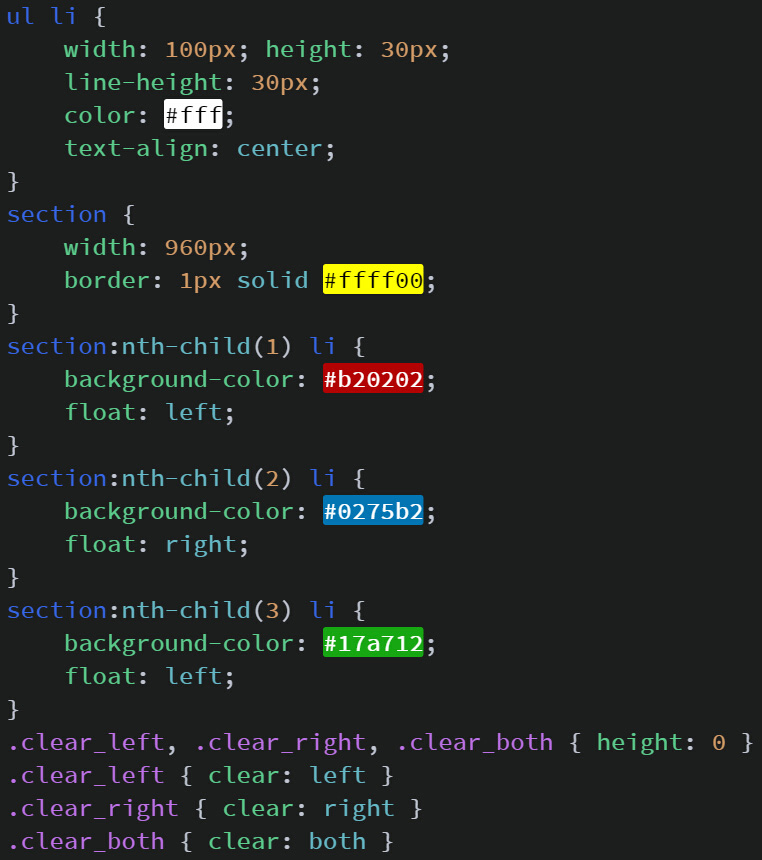 ul li {
    width: 100px; height: 30px;
    line-height: 30px;
    color: #fff;
    text-align: center;
}
section {
    width: 960px;
    border: 1px solid #ffff00;
}
section:nth-child(1) li {
    background-color: #b20202;
    float: left;
}
section:nth-child(2) li {
    background-color: #0275b2;
    float: right;
}
section:nth-child(3) li {
    background-color: #17a712;
    float: left;
}
.clear_left, .clear_right, .clear_both { height: 0 }
.clear_left { clear: left }
.clear_right { clear: right }
.clear_both { clear: both }